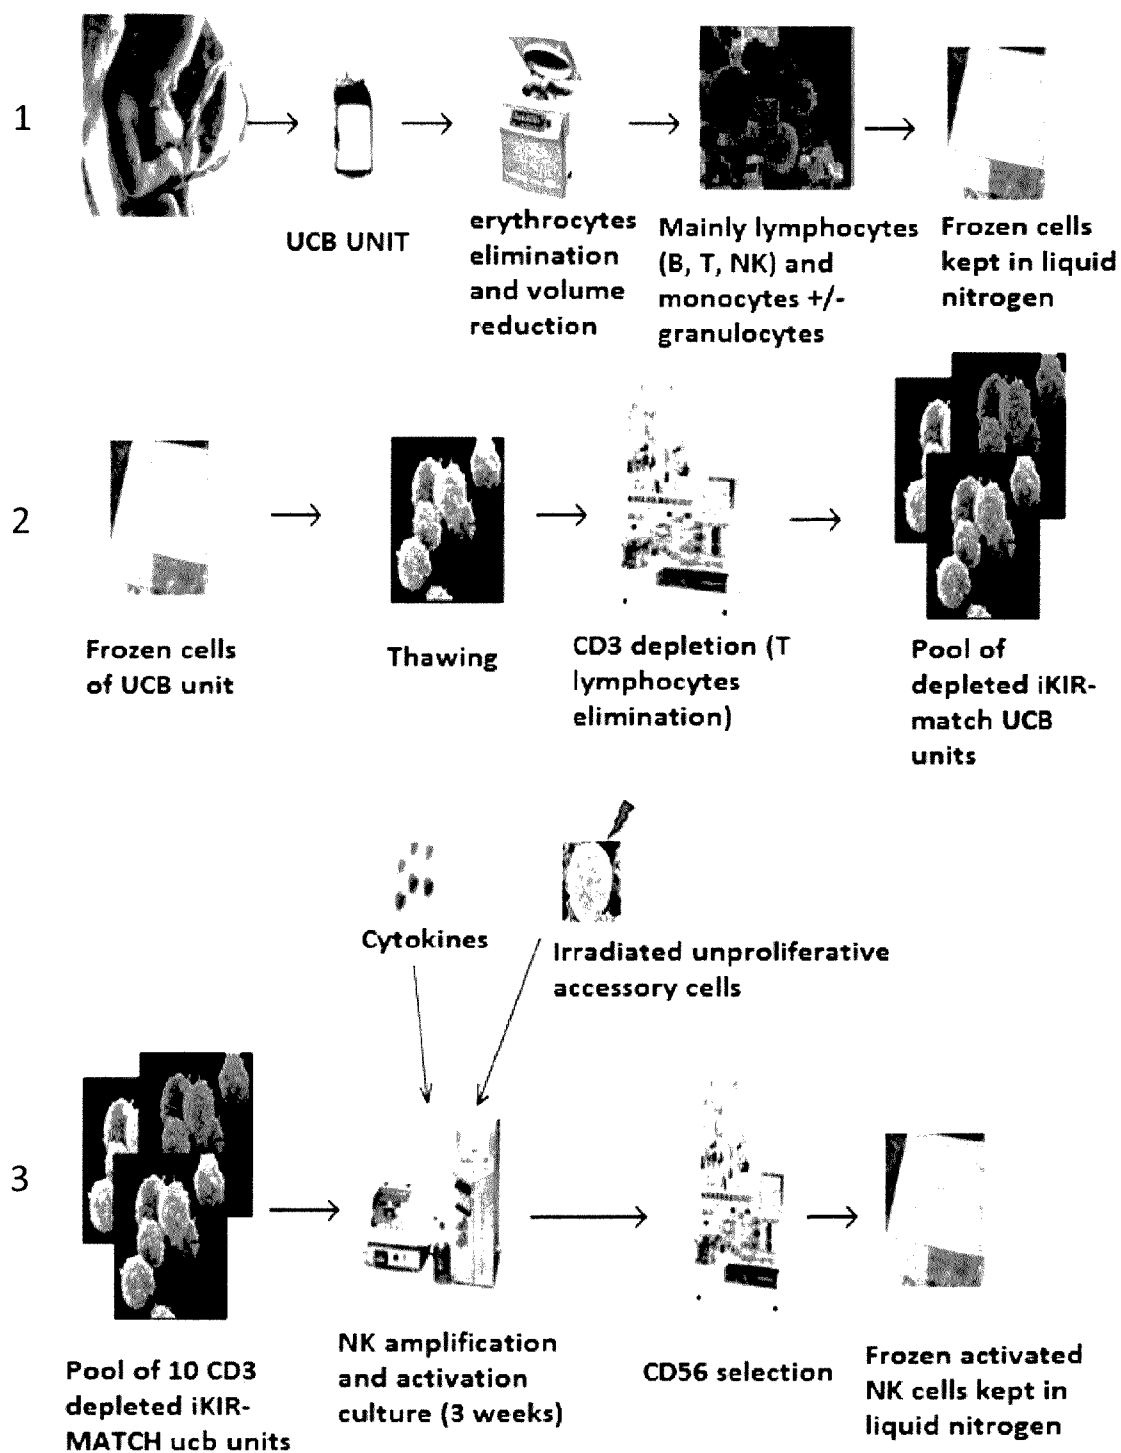 1
UCB UNIT
erythrocytes
elimination
and volume
reduction
Mainly lymphocytes
(B, T, NK) and
monocytes +/-
granulocytes
Frozen cells
kept in liquid
nitrogen
2
Frozen cells
of UCB unit
Thawing
CD3 depletion (T
lymphocytes
elimination)
Pool of
depleted iKIR-
match UCB
units
Cytokines
Irradiated unproliferative
accessory cells
3
Pool of 10 CD3
depleted iKIR-
MATCH ucb units
NK amplification
and activation
culture (3 weeks)
CD56 selection
Frozen activated
NK cells kept in
liquid nitrogen